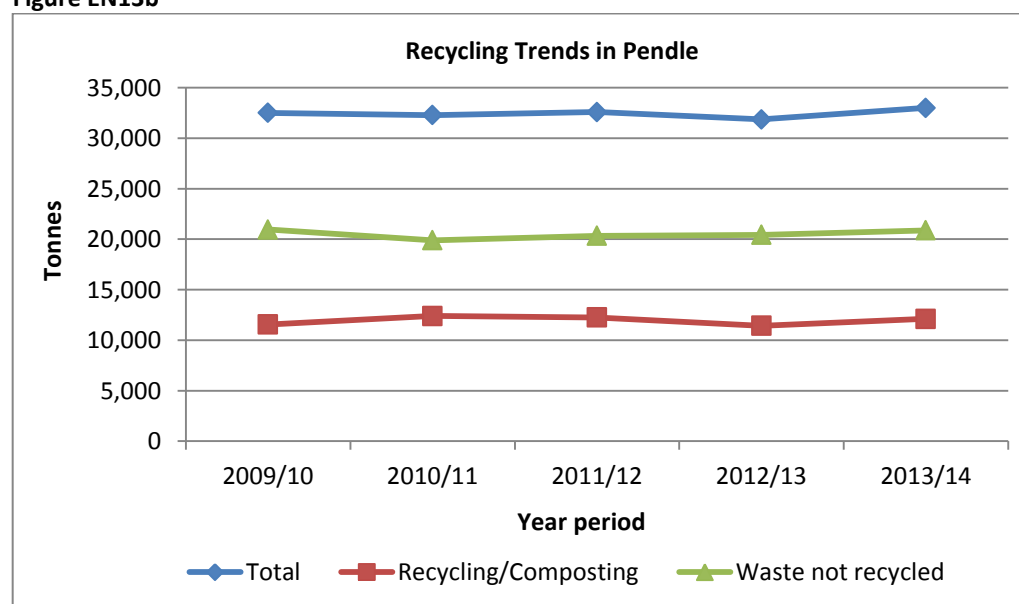 Figure EN13b
Recycling Trends in Pendle
35,000
30,000
25,000
20,000
15,000
10,000
5,000
0
Tonnes
2009/10 2010/11 2011/12 2012/13 2013/14
Year period
Total Recycling/Composting Waste not recycled